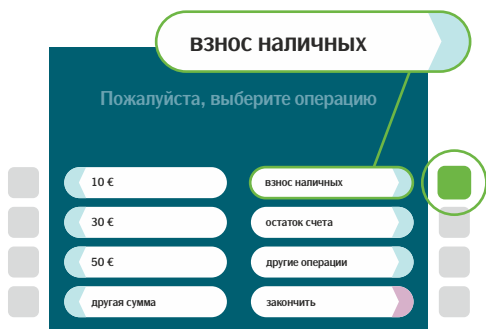 взнос наличных
Пожалуйста, выберите операцию
10 €
взнос наличных
30 €
остаток счета
50 €
другие операции
другая сумма
закончить